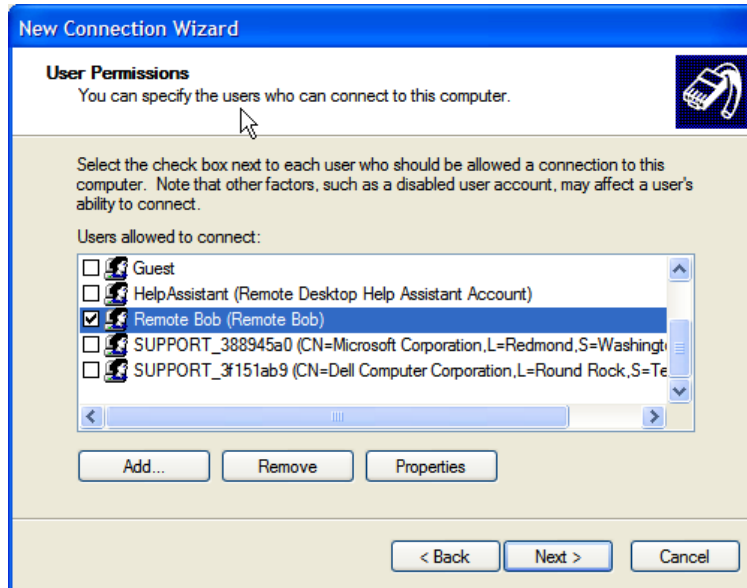 New Connection Wizard
User Permissions
You can specify the users who can connect to this computer.
Select the check box next to each user who should be allowed a connection to this
computer. Note that other factors, such as a disabled user account, may affect a user's
ability to connect.
Users allowed to connect:
Guest
HelpAssistant (Remote Desktop Help Assistant Account)
Remote Bob (Remote Bob)
SUPPORT_388945a0 (CN=Microsoft Corporation,L=Redmond,S=Washingt
SUPPORT_3f151ab9 (CN=Dell Computer Corporation,L=Round Rock,S=Te
Add... Remove Properties
< Back Next > Cancel